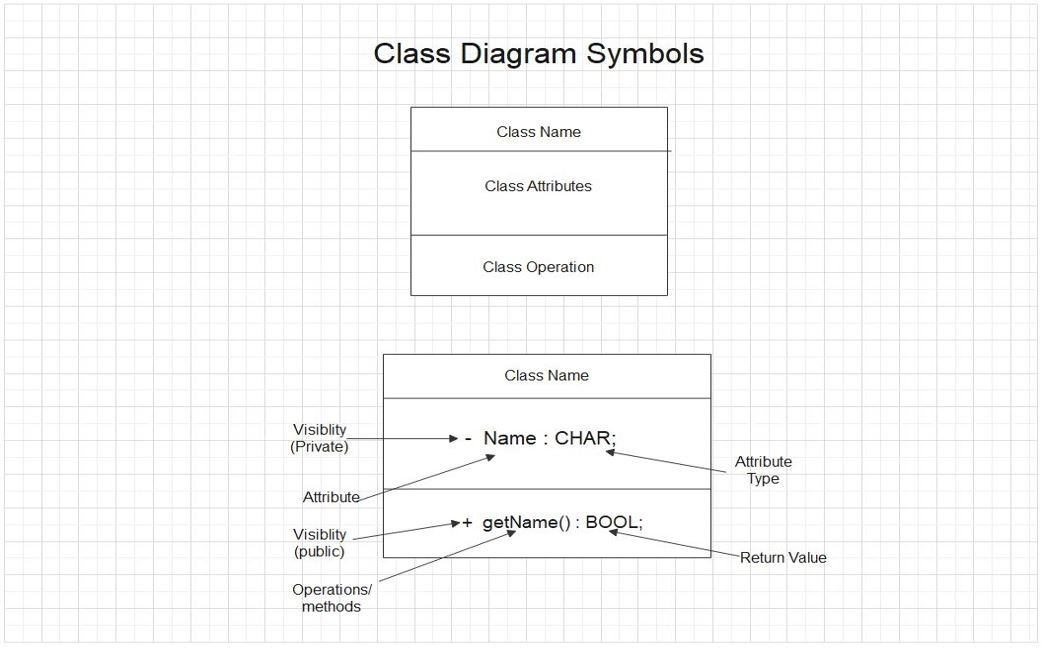 Class Diagram Symbols
Class Name
Class Attributes
Class Operation
Class Name
Visiblity
(Private)
- Name : CHAR;
Attribute
Type
Attribute
Visiblity
(public)
+ getName() : BOOL;
Return Value
Operations/
methods